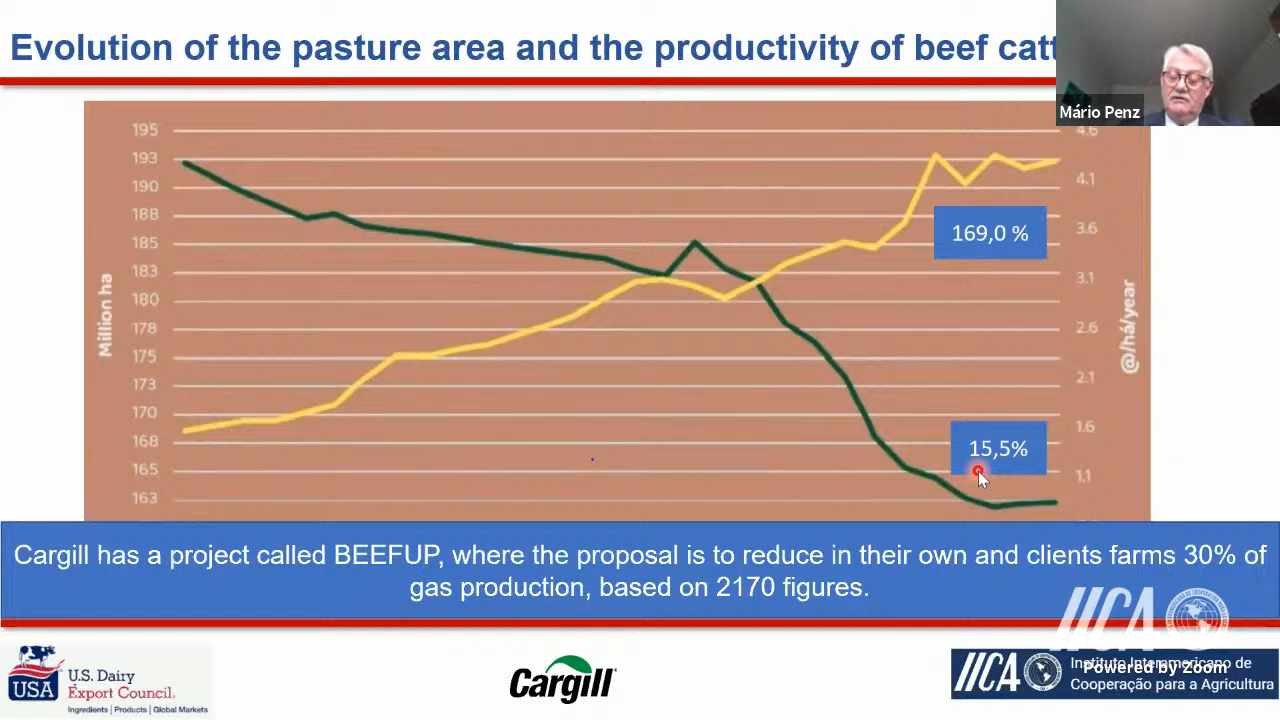 Evolution of the pasture area and the productivity of beef catt
Mário Penz
195
193
190
188
185
183
180
178
175
173
170
168
165
163
Million ha
4.6
4.1
3.6
3.1
2.6
2.1
1.6
1.1
@/há/year
169,0 %
15,5%
Cargill has a project called BEEFUP, where the proposal is to reduce in their own and clients farms 30% of
gas production, based on 2170 figures.
IICA
USA
U.S. Dairy
Export Council.
Ingredients | Products | Global Markets
Cargill
IICA
Instituto Interamericano de
Cooperação para a Agricultura
Powered by Zoom